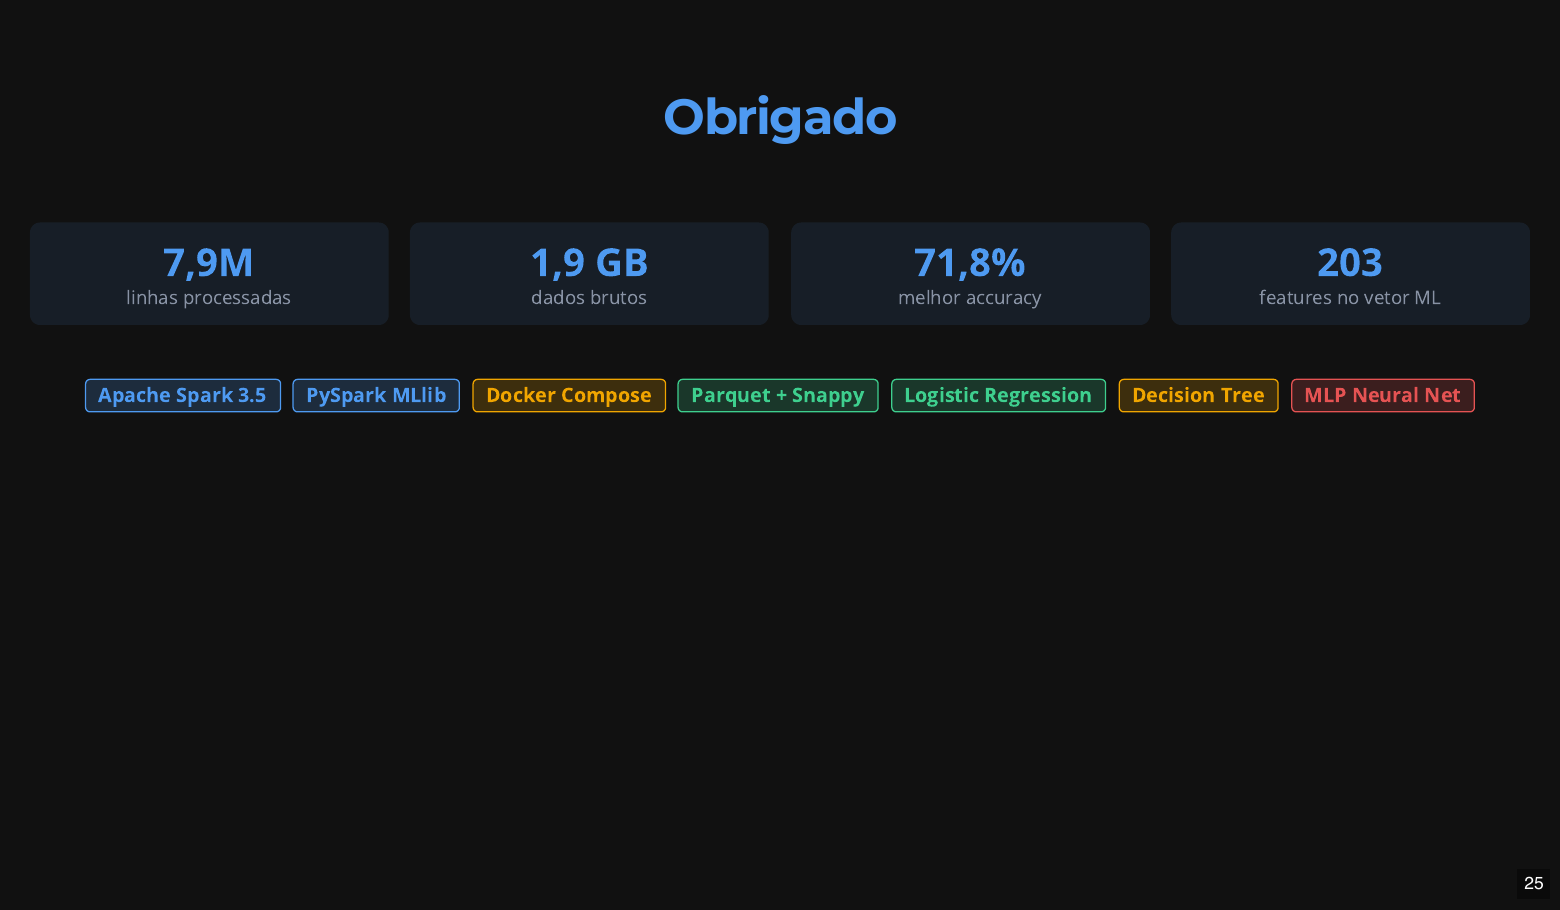 Obrigado
7,9M
linhas processadas
1,9 GB
dados brutos
71,8%
melhor accuracy
203
features no vetor ML
Apache Spark 3.5
PySpark MLlib
Docker Compose
Parquet + Snappy
Logistic Regression
Decision Tree
MLP Neural Net
25